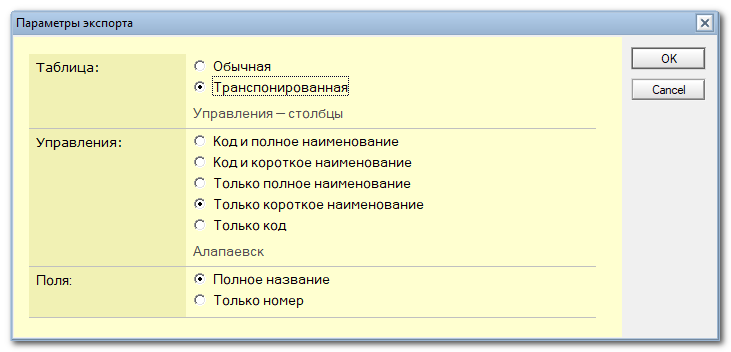 Параметры экспорта
OK
Cancel
Таблица:
Обычная
Транспонированная
Управления — столбцы
Управления:
Код и полное наименование
Код и короткое наименование
Только полное наименование
Только короткое наименование
Только код
Алапаевск
Поля:
Полное название
Только номер